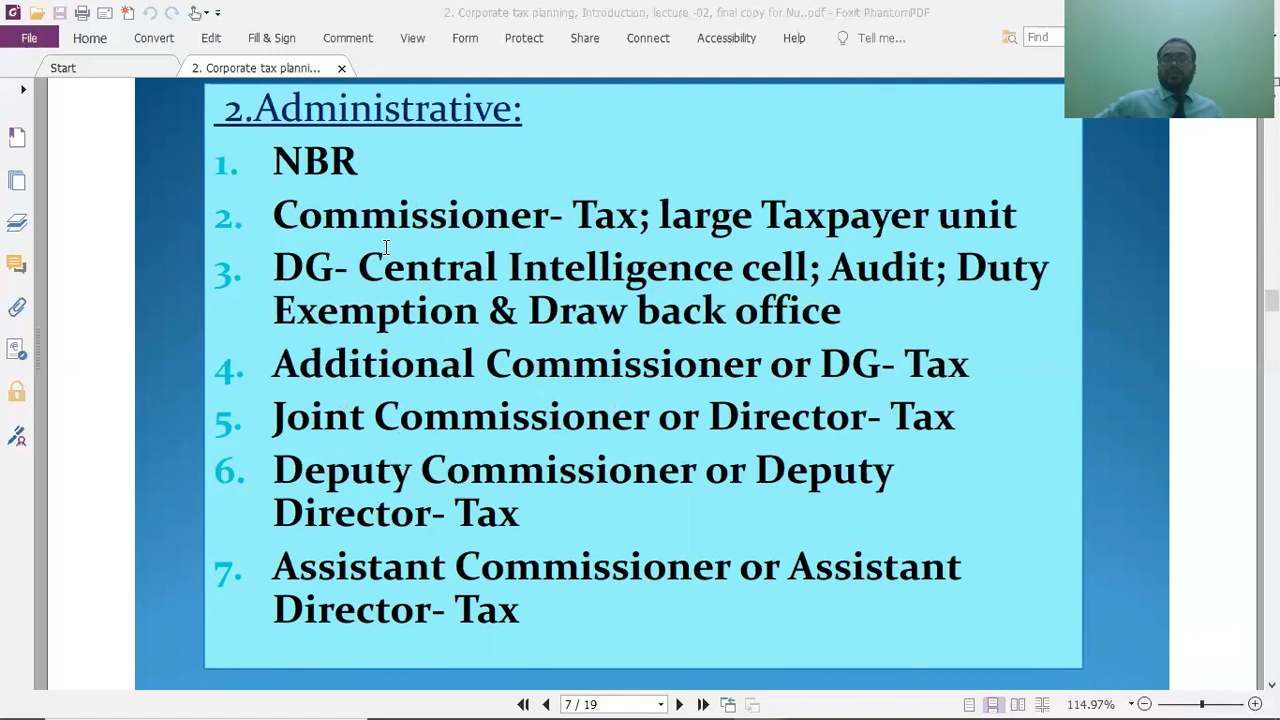 2. Corporate tax planning, Introduction, lecture -02, final copy for Nu..pdf - Foxit PhantomPDF
File Home Convert Edit Fill & Sign Comment View Form Protect Share Connect Accessibility Help Tell me... Find
Start 2. Corporate tax planni...
2.Administrative:
1. NBR
2. Commissioner- Tax; large Taxpayer unit
3. DG- Central Intelligence cell; Audit; Duty
Exemption & Draw back office
4. Additional Commissioner or DG- Tax
5. Joint Commissioner or Director- Tax
6. Deputy Commissioner or Deputy
Director- Tax
7. Assistant Commissioner or Assistant
Director- Tax
7 / 19 114.97%